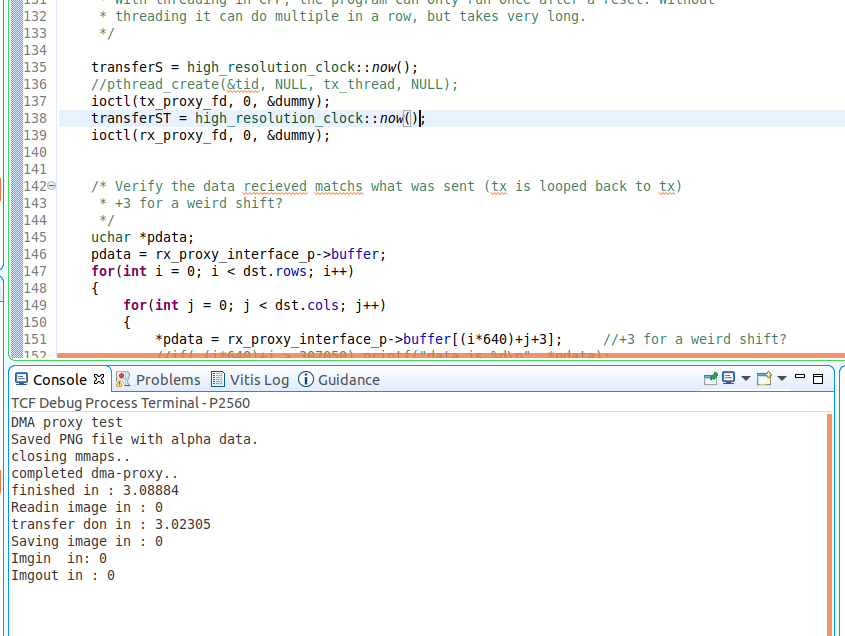 131 * With threading in CPP, the program can only run once after a reset. Without
132 * threading it can do multiple in a row, but takes very long.
133 */
134
135 transferS = high_resolution_clock::now();
136 //pthread_create(&tid, NULL, tx_thread, NULL);
137 ioctl(tx_proxy_fd, 0, &dummy);
138 transferST = high_resolution_clock::now();
139 ioctl(rx_proxy_fd, 0, &dummy);
140
141
142 /* Verify the data recieved matchs what was sent (tx is looped back to tx)
143 * +3 for a weird shift?
144 */
145 uchar *pdata;
146 pdata = rx_proxy_interface_p->buffer;
147 for(int i = 0; i < dst.rows; i++)
148 {
149 for(int j = 0; j < dst.cols; j++)
150 {
151 *pdata = rx_proxy_interface_p->buffer[(i*640)+j+3]; //+3 for a weird shift?
152 //if( (i*640)+j > 307050) printf("data is %d\n", *pdata);
Console Problems Vitis Log Guidance
TCF Debug Process Terminal - P2560
DMA proxy test
Saved PNG file with alpha data.
closing mmaps..
completed dma-proxy..
finished in : 3.08884
Readin image in : 0
transfer don in : 3.02305
Saving image in : 0
Imgin  in: 0
Imgout in : 0